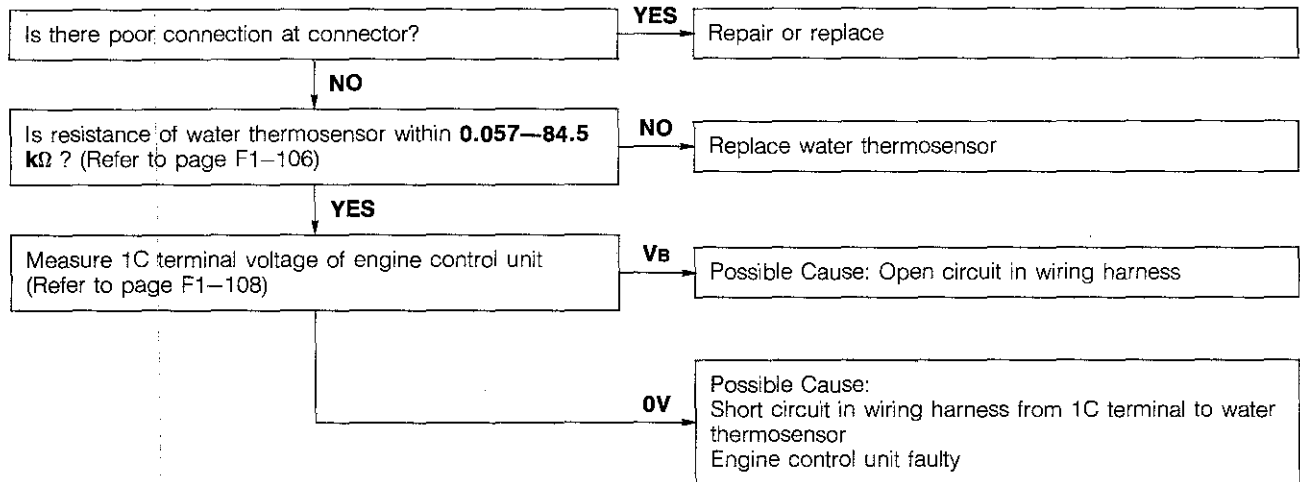 Is there poor connection at connector?
YES
Repair or replace
NO
Is resistance of water thermosensor within 0.057—84.5
kΩ ? (Refer to page F1–106)
NO
Replace water thermosensor
YES
Measure 1C terminal voltage of engine control unit
(Refer to page F1–108)
VB
Possible Cause: Open circuit in wiring harness
0V
Possible Cause:
Short circuit in wiring harness from 1C terminal to water
thermosensor
Engine control unit faulty